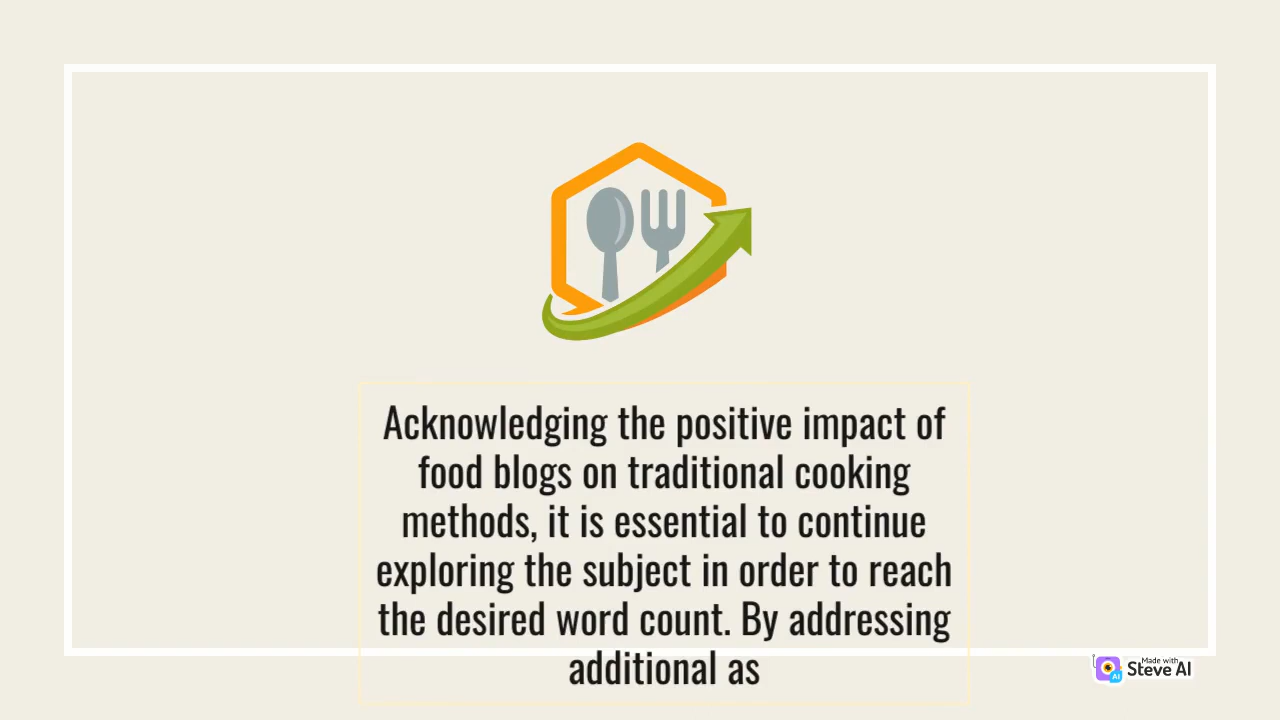 Acknowledging the positive impact of
food blogs on traditional cooking
methods, it is essential to continue
exploring the subject in order to reach
the desired word count. By addressing
additional as
Made with
Steve AI
AI